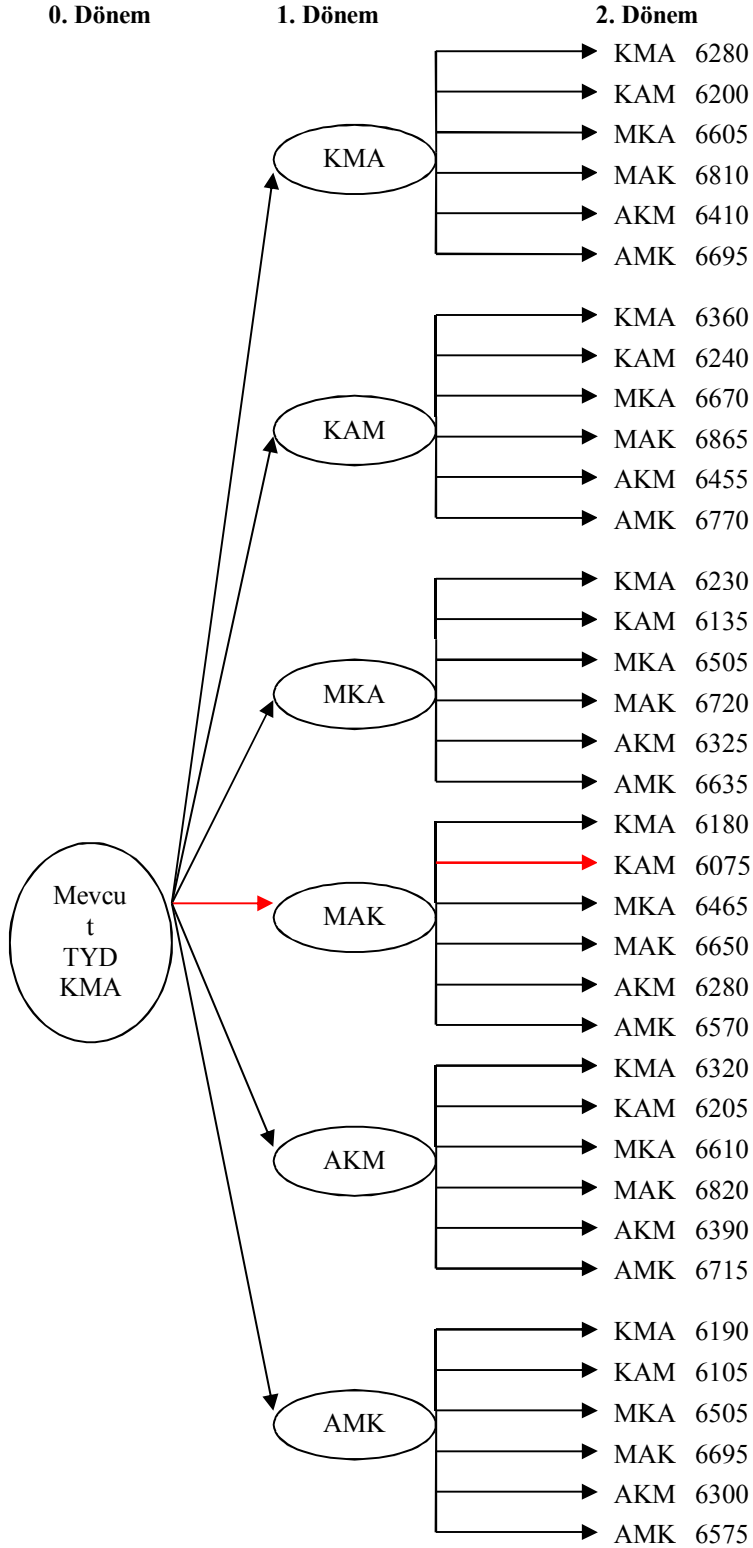 0. Dönem 1. Dönem 2. Dönem
KMA 6280
KAM 6200
MKA 6605
KMA
MAK 6810
AKM 6410
AMK 6695
KMA 6360
KAM 6240
MKA 6670
KAM
MAK 6865
AKM 6455
AMK 6770
KMA 6230
KAM 6135
MKA 6505
MKA
MAK 6720
AKM 6325
AMK 6635
KMA 6180
KAM 6075
MKA 6465
MAK
MAK 6650
AKM 6280
AMK 6570
Mevcu
t
TYD
KMA
KMA 6320
KAM 6205
MKA 6610
AKM
MAK 6820
AKM 6390
AMK 6715
KMA 6190
KAM 6105
MKA 6505
AMK
MAK 6695
AKM 6300
AMK 6575